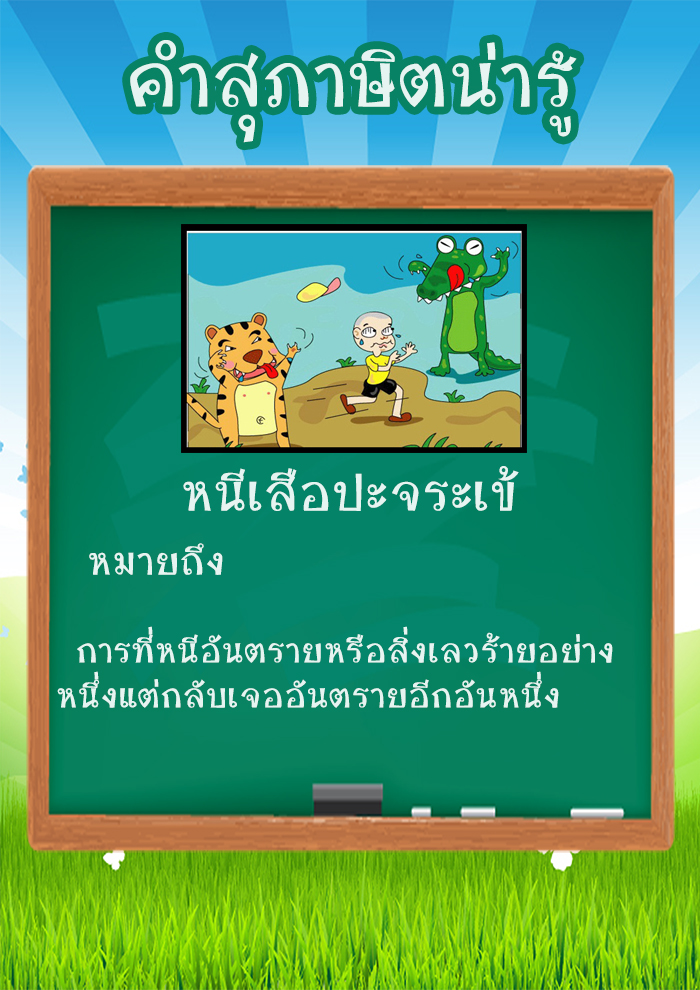 คำสุภาษิตน่ารู้
หนีเสือปะจระเข้
หมายถึง
การที่หนีอันตรายหรือสิ่งเลวร้ายอย่าง
หนึ่งแต่กลับเจออันตรายอีกอันหนึ่ง